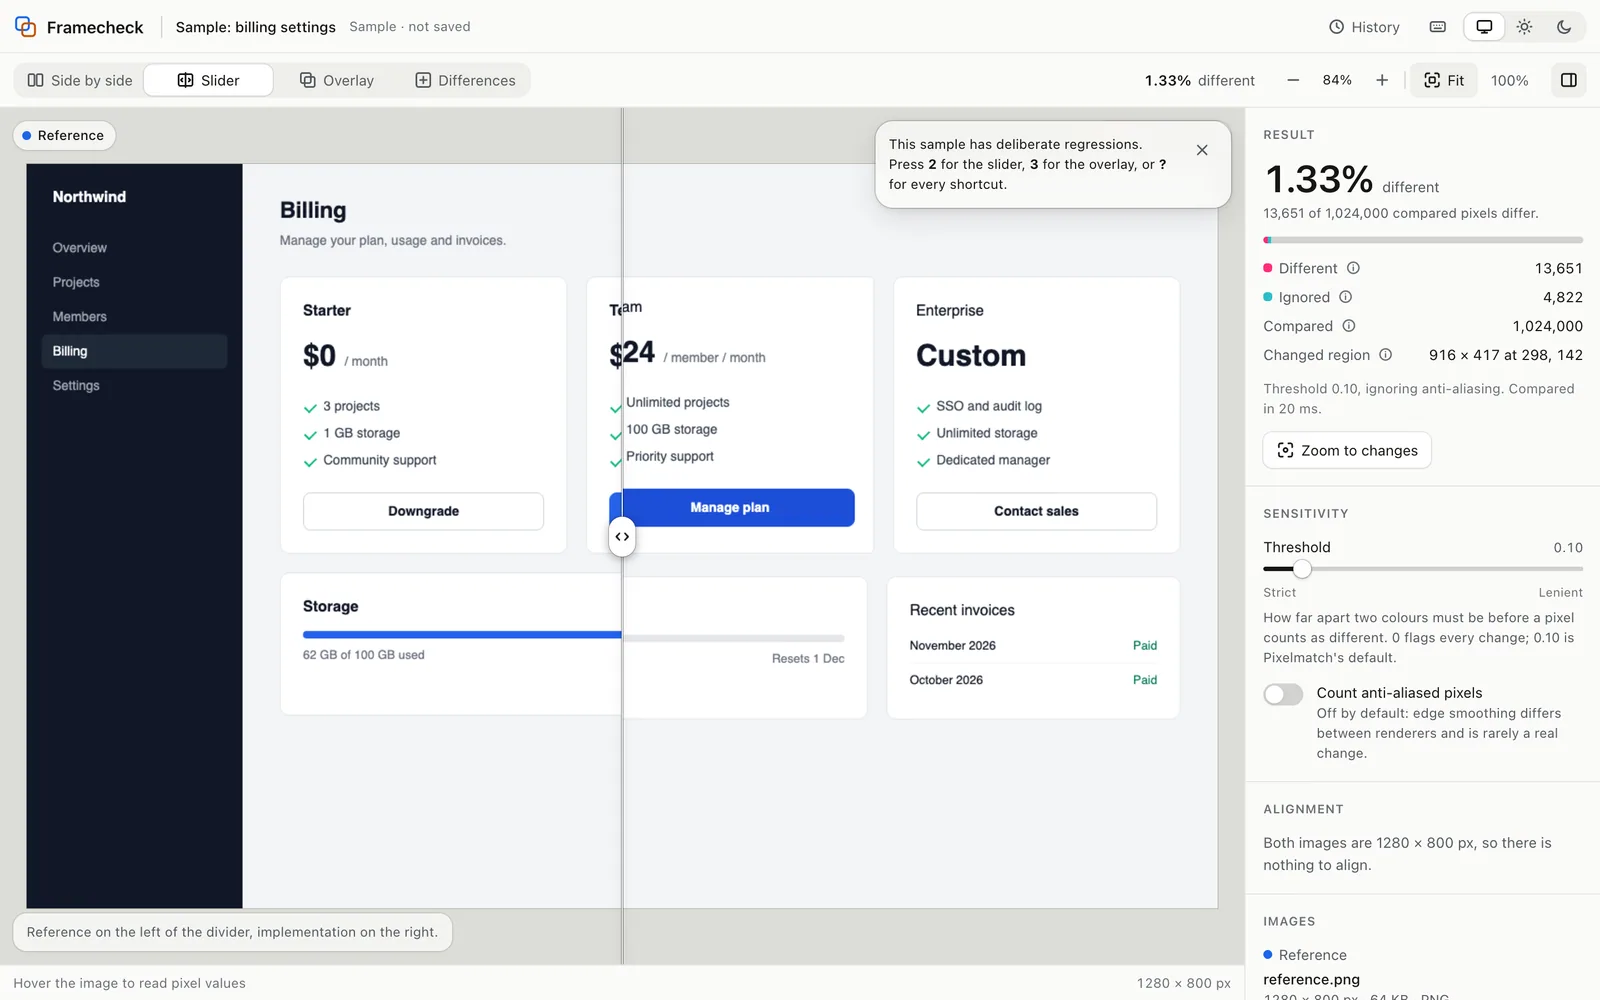 Framecheck
Sample: billing settings
Sample · not saved
History
Side by side
Slider
Overlay
Differences
1.33% different
84%
Fit
100%
Reference
This sample has deliberate regressions.
Press 2 for the slider, 3 for the overlay, or ?
for every shortcut.
Northwind
Overview
Projects
Members
Billing
Settings
Billing
Manage your plan, usage and invoices.
Starter
$0 / month
3 projects
1 GB storage
Community support
Downgrade
Team
$24 / member / month
Unlimited projects
100 GB storage
Priority support
Manage plan
Enterprise
Custom
SSO and audit log
Unlimited storage
Dedicated manager
Contact sales
Storage
62 GB of 100 GB used
Resets 1 Dec
Recent invoices
November 2026 Paid
October 2026 Paid
Reference on the left of the divider, implementation on the right.
Hover the image to read pixel values
1280 × 800 px
RESULT
1.33% different
13,651 of 1,024,000 compared pixels differ.
Different 13,651
Ignored 4,822
Compared 1,024,000
Changed region 916 × 417 at 298, 142
Threshold 0.10, ignoring anti-aliasing. Compared
in 20 ms.
Zoom to changes
SENSITIVITY
Threshold 0.10
Strict Lenient
How far apart two colours must be before a pixel
counts as different. 0 flags every change; 0.10 is
Pixelmatch's default.
Count anti-aliased pixels
Off by default: edge smoothing differs
between renderers and is rarely a real
change.
ALIGNMENT
Both images are 1280 × 800 px, so there is
nothing to align.
IMAGES
Reference
reference.png
1280 × 800 px · 64 KB · PNG